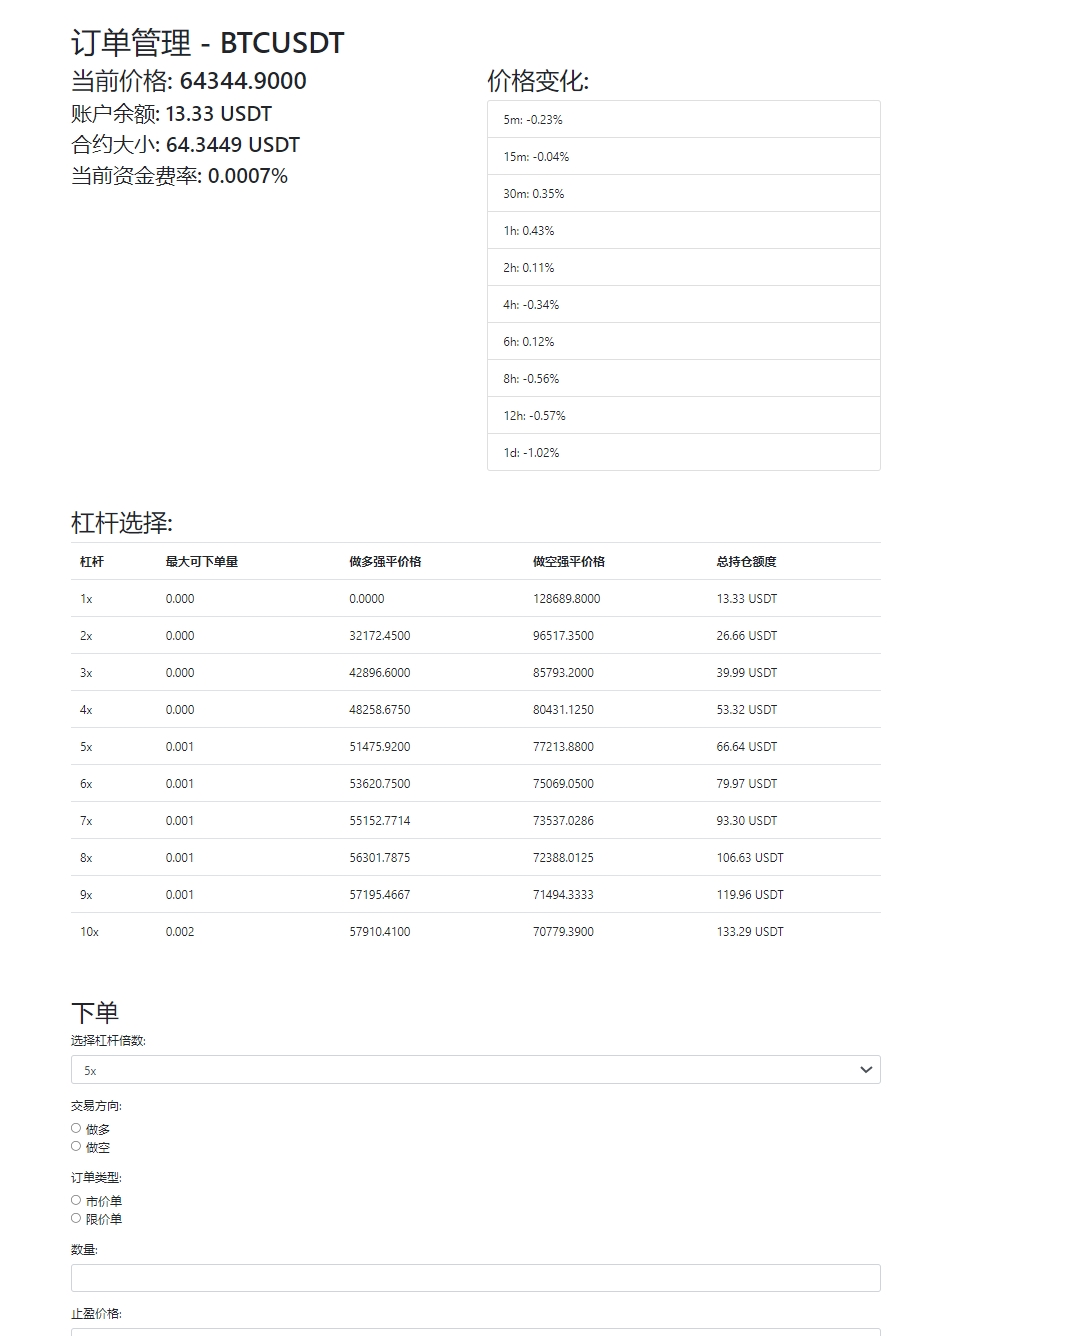 订单管理 - BTCUSDT
当前价格: 64344.9000
账户余额: 13.33 USDT
合约大小: 64.3449 USDT
当前资金费率: 0.0007%
价格变化:
5m: -0.23%
15m: -0.04%
30m: 0.35%
1h: 0.43%
2h: 0.11%
4h: -0.34%
6h: 0.12%
8h: -0.56%
12h: -0.57%
1d: -1.02%
杠杆选择:
杠杆 最大可下单量 做多强平价格 做空强平价格 总持仓额度
1x 0.000 0.0000 128689.8000 13.33 USDT
2x 0.000 32172.4500 96517.3500 26.66 USDT
3x 0.000 42896.6000 85793.2000 39.99 USDT
4x 0.000 48258.6750 80431.1250 53.32 USDT
5x 0.001 51475.9200 77213.8800 66.64 USDT
6x 0.001 53620.7500 75069.0500 79.97 USDT
7x 0.001 55152.7714 73537.0286 93.30 USDT
8x 0.001 56301.7875 72388.0125 106.63 USDT
9x 0.001 57195.4667 71494.3333 119.96 USDT
10x 0.002 57910.4100 70779.3900 133.29 USDT
下单
选择杠杆倍数:
5x
交易方向:
做多
做空
订单类型:
市价单
限价单
数量:
止盈价格: